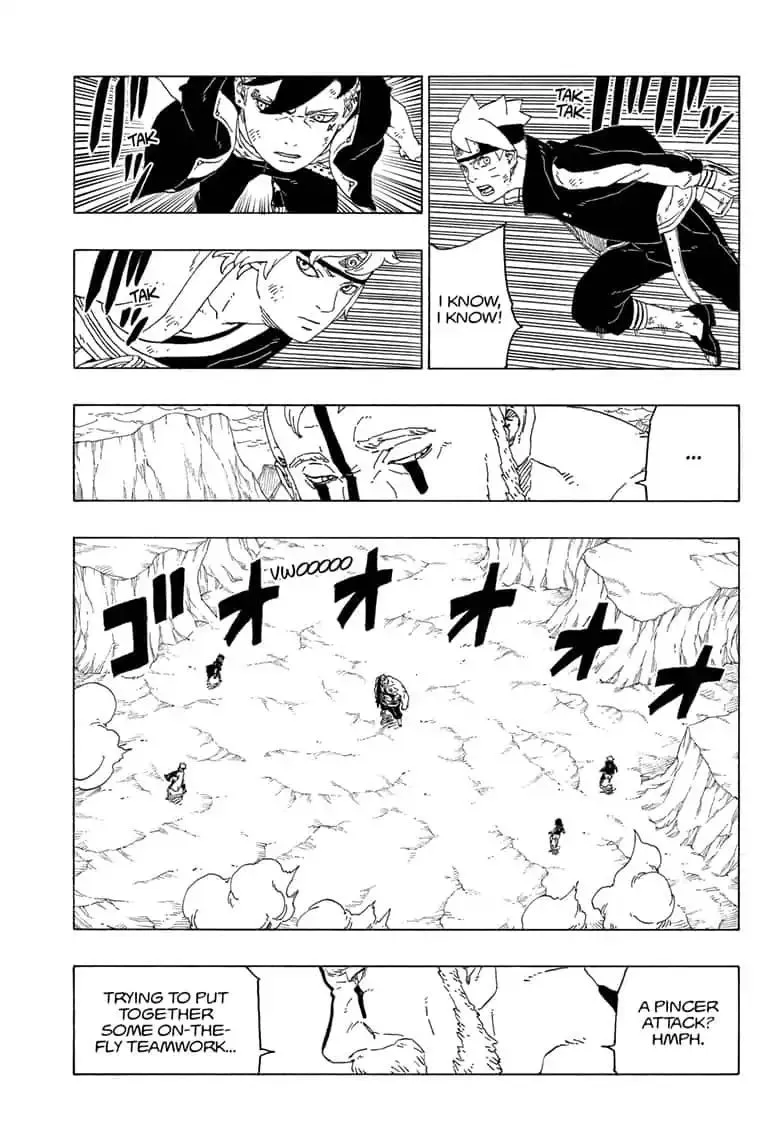 TAK-
TAK-
I KNOW,
I KNOW!
TAK
TAK
...
ゴオオオオオ
VWOOOOO
A PINCER
ATTACK?
HMPH.
TRYING TO PUT
TOGETHER
SOME ON-THE-
FLY TEAMWORK...